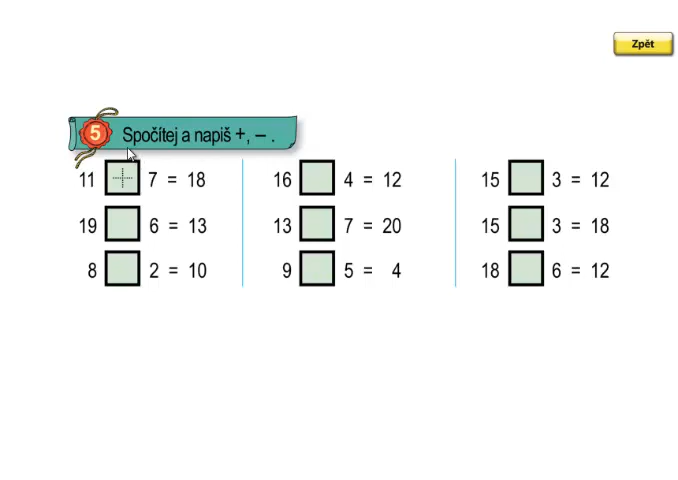 Zpět
5 Spočítej a napiš +, – .
11 + 7 = 18 16 4 = 12 15 3 = 12
19 6 = 13 13 7 = 20 15 3 = 18
8 2 = 10 9 5 = 4 18 6 = 12